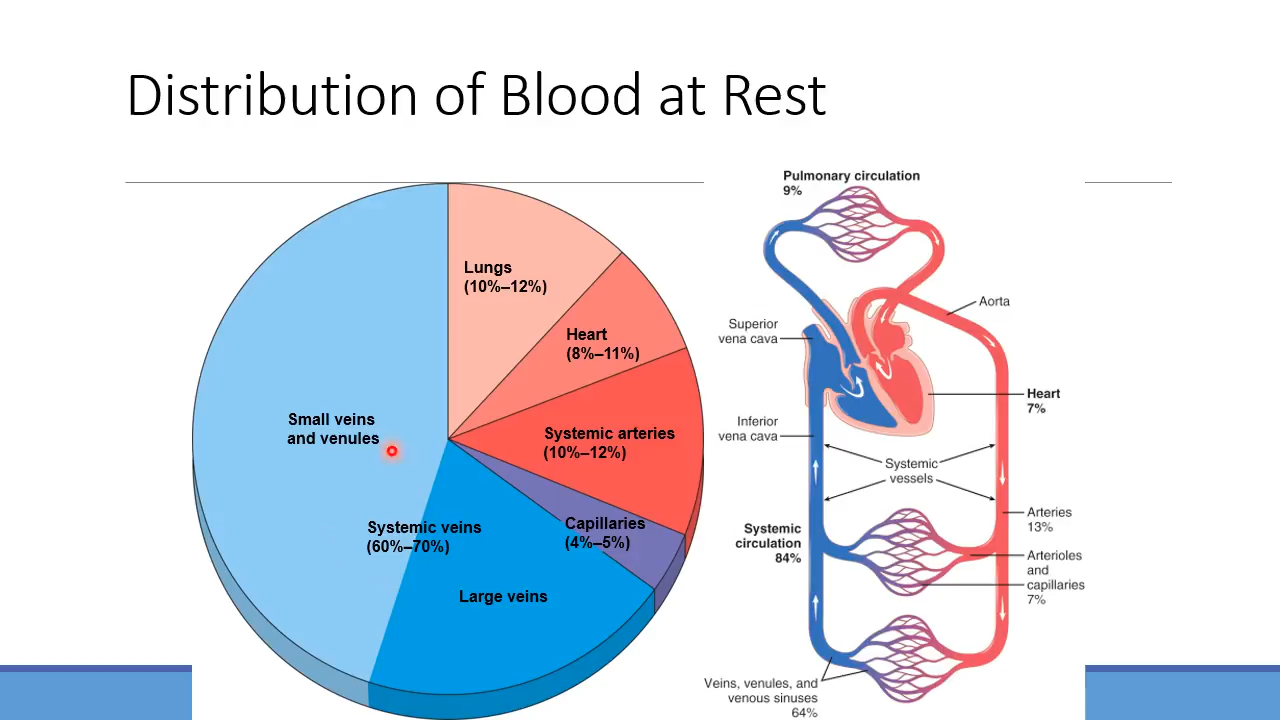 Distribution of Blood at Rest
Lungs
(10%–12%)
Heart
(8%–11%)
Systemic arteries
(10%–12%)
Capillaries
(4%–5%)
Small veins
and venules
Systemic veins
(60%–70%)
Large veins
Pulmonary circulation
9%
Aorta
Superior
vena cava
Heart
7%
Inferior
vena cava
Systemic
vessels
Systemic
circulation
84%
Arteries
13%
Arterioles
and
capillaries
7%
Veins, venules, and
venous sinuses
64%